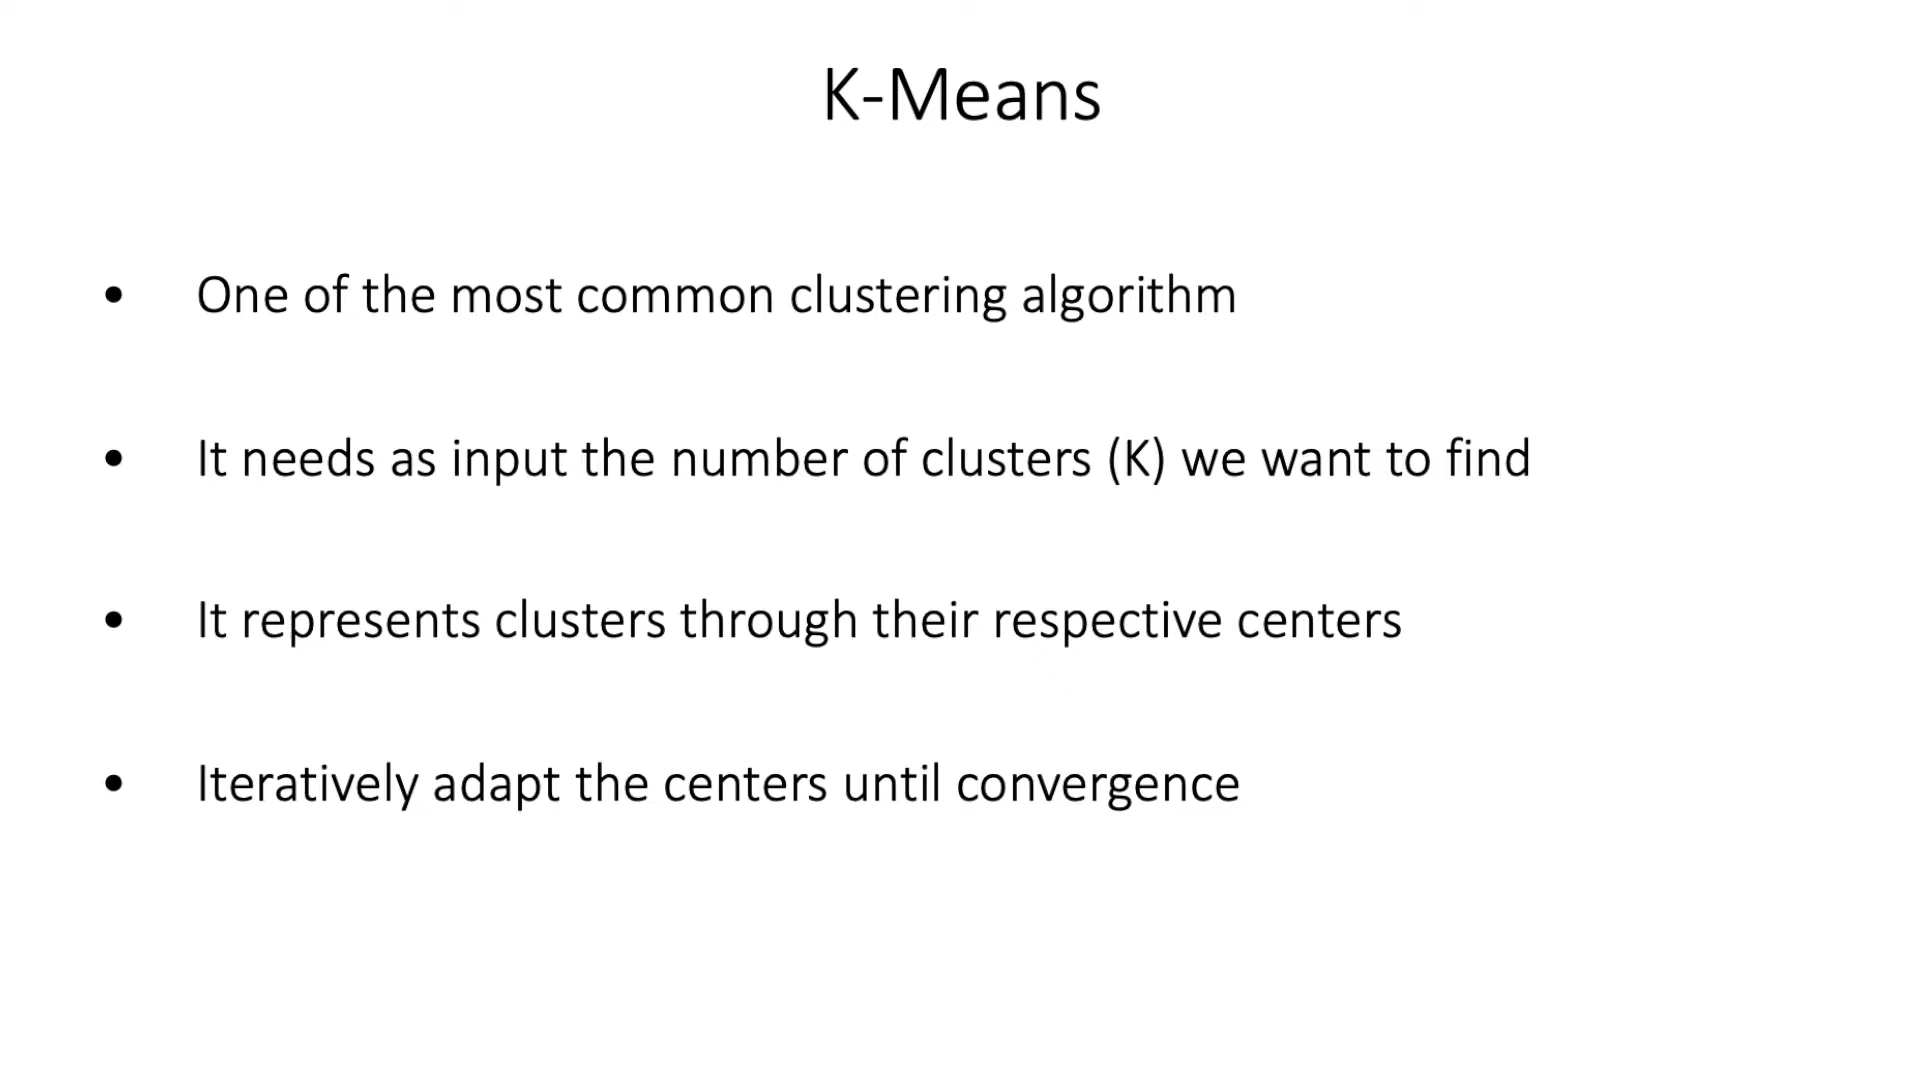 K-Means
• One of the most common clustering algorithm
• It needs as input the number of clusters (K) we want to find
• It represents clusters through their respective centers
• Iteratively adapt the centers until convergence